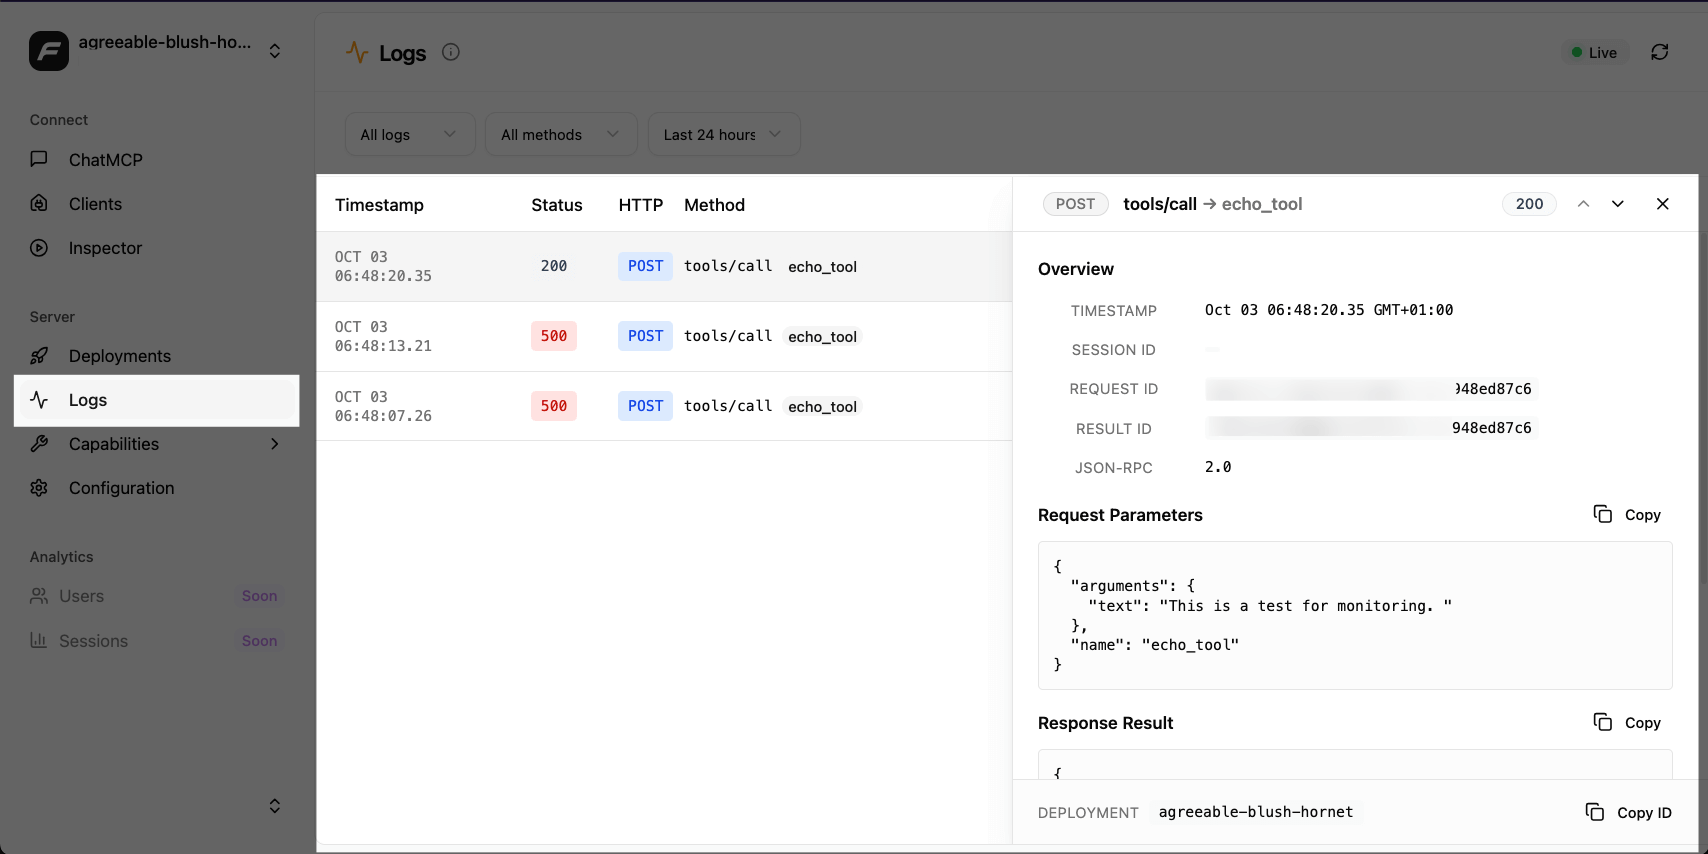 agreeable-blush-ho...
Connect
ChatMCP
Clients
Inspector
Server
Deployments
Logs
Capabilities
Configuration
Analytics
Users Soon
Sessions Soon
Logs
Live
All logs
All methods
Last 24 hours
Timestamp Status HTTP Method
OCT 03
06:48:20.35
200 POST tools/call echo_tool
OCT 03
06:48:13.21
500 POST tools/call echo_tool
OCT 03
06:48:07.26
500 POST tools/call echo_tool
POST tools/call → echo_tool 200
Overview
TIMESTAMP Oct 03 06:48:20.35 GMT+01:00
SESSION ID
REQUEST ID 948ed87c6
RESULT ID 948ed87c6
JSON-RPC 2.0
Request Parameters Copy
{
"arguments": {
"text": "This is a test for monitoring. "
},
"name": "echo_tool"
}
Response Result Copy
{
DEPLOYMENT agreeable-blush-hornet Copy ID